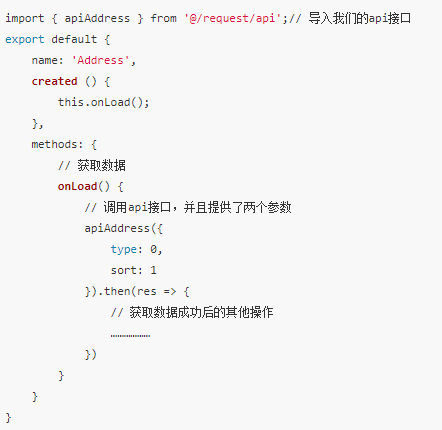 import { apiAddress } from '@/request/api';// 导入我们的api接口
export default {
    name: 'Address',
    created () {
        this.onLoad();
    },
    methods: {
        // 获取数据
        onLoad() {
            // 调用api接口，并且提供了两个参数
            apiAddress({
                type: 0,
                sort: 1
            }).then(res => {
                // 获取数据成功后的其他操作
                ………………
            })
        }
    }
}